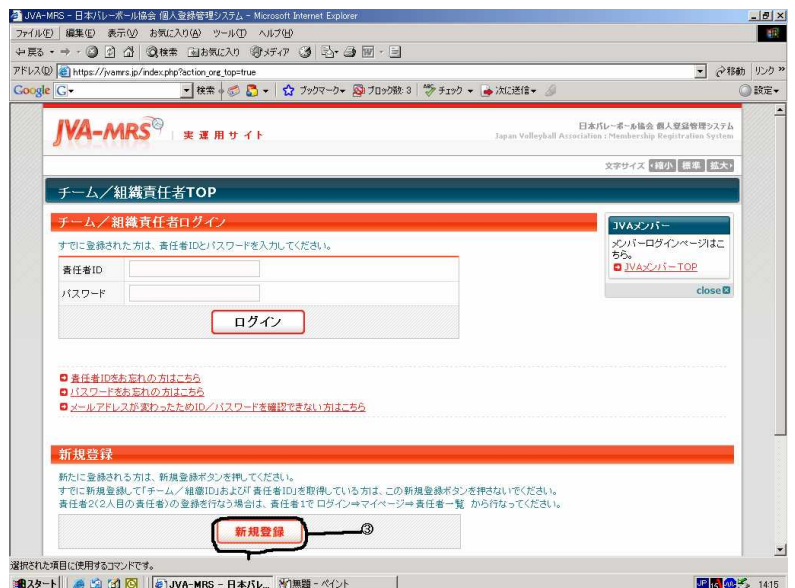 JVA-MRS - 日本バレーボール協会 個人登録管理システム - Microsoft Internet Explorer
ファイル(F) 編集(E) 表示(V) お気に入り(A) ツール(T) ヘルプ(H)
戻る 検索 お気に入り メディア
アドレス(D) https://jvamrs.jp/index.php?action_org_top=true 移動 リンク »
Google G 検索 ブックマーク ブロック数: 3 チェック 次に送信 設定
JVA-MRS 実運用サイト
日本バレーボール協会 個人登録管理システム
Japan Volleyball Association : Membership Registration System
文字サイズ 縮小 標準 拡大
チーム／組織責任者TOP
チーム／組織責任者ログイン
すでに登録された方は、責任者IDとパスワードを入力してください。
責任者ID
パスワード
ログイン
JVAメンバー
メンバーログインページはこ
ちら。
JVAメンバーTOP
close
責任者IDをお忘れの方はこちら
パスワードをお忘れの方はこちら
メールアドレスが変わったためID／パスワードを確認できない方はこちら
新規登録
新たに登録される方は、新規登録ボタンを押してください。
すでに新規登録して「チーム／組織ID」および「責任者ID」を取得している方は、この新規登録ボタンを押さないでください。
責任者2(2人目の責任者)の登録を行なう場合は、責任者1で ログイン⇒マイページ⇒責任者一覧 から行なってください。
新規登録 ③
選択された項目に使用するコマンドです。
スタート JVA-MRS - 日本バレ... 無題 - ペイント JP 14:15